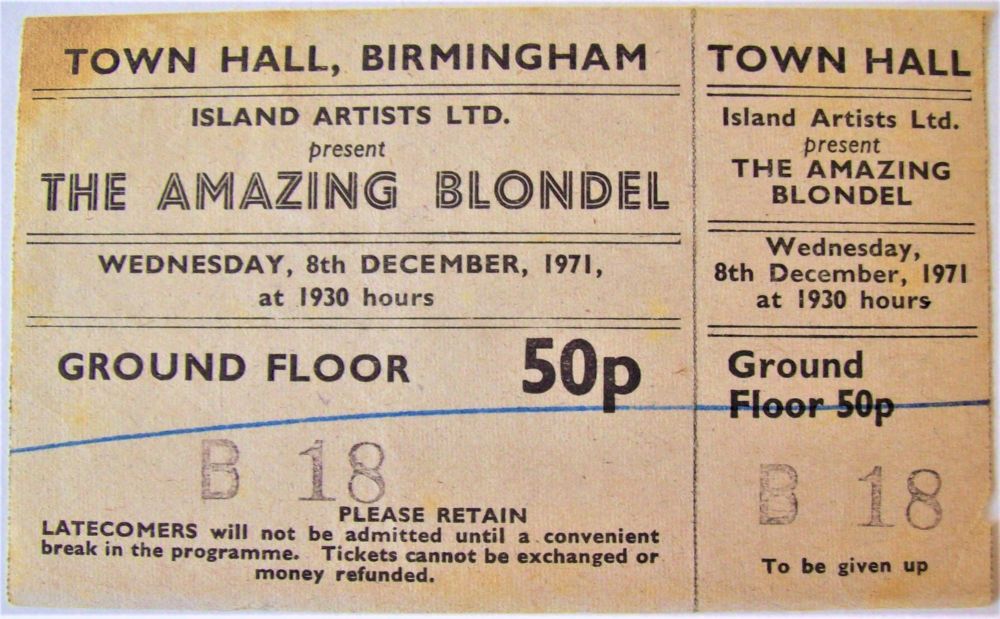 TOWN HALL, BIRMINGHAM
ISLAND ARTISTS LTD.
present
THE AMAZING BLONDEL
WEDNESDAY, 8th DECEMBER, 1971,
at 1930 hours
GROUND FLOOR 50p
B 18
PLEASE RETAIN
LATECOMERS will not be admitted until a convenient
break in the programme. Tickets cannot be exchanged or
money refunded.
TOWN HALL
Island Artists Ltd.
present
THE AMAZING
BLONDEL
Wednesday,
8th December, 1971
at 1930 hours
Ground
Floor 50p
B 18
To be given up